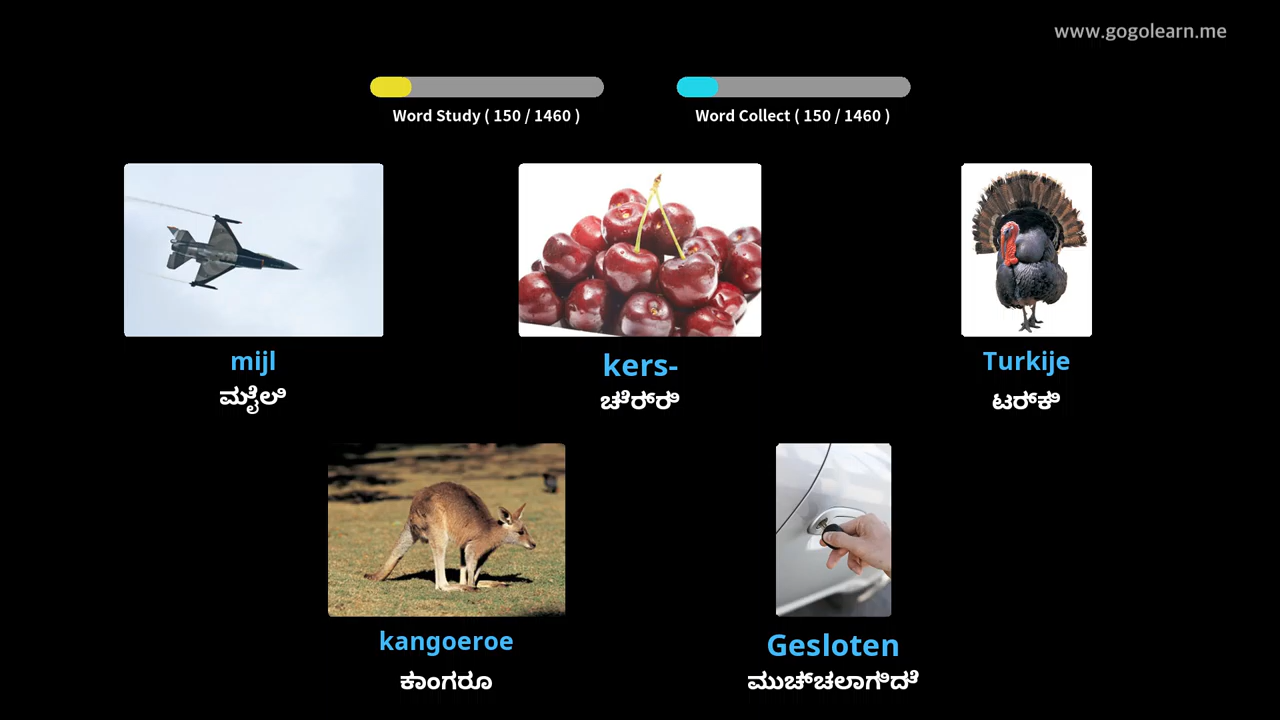 www.gogolearn.me
Word Study ( 150 / 1460 )
Word Collect ( 150 / 1460 )
mijl
ಮೈಲಿ
kers-
ಚೆರ್ರಿ
Turkije
ಟರ್ಕಿ
kangoeroe
ಕಾಂಗರೂ
Gesloten
ಮುಚ್ಚಲಾಗಿದೆ